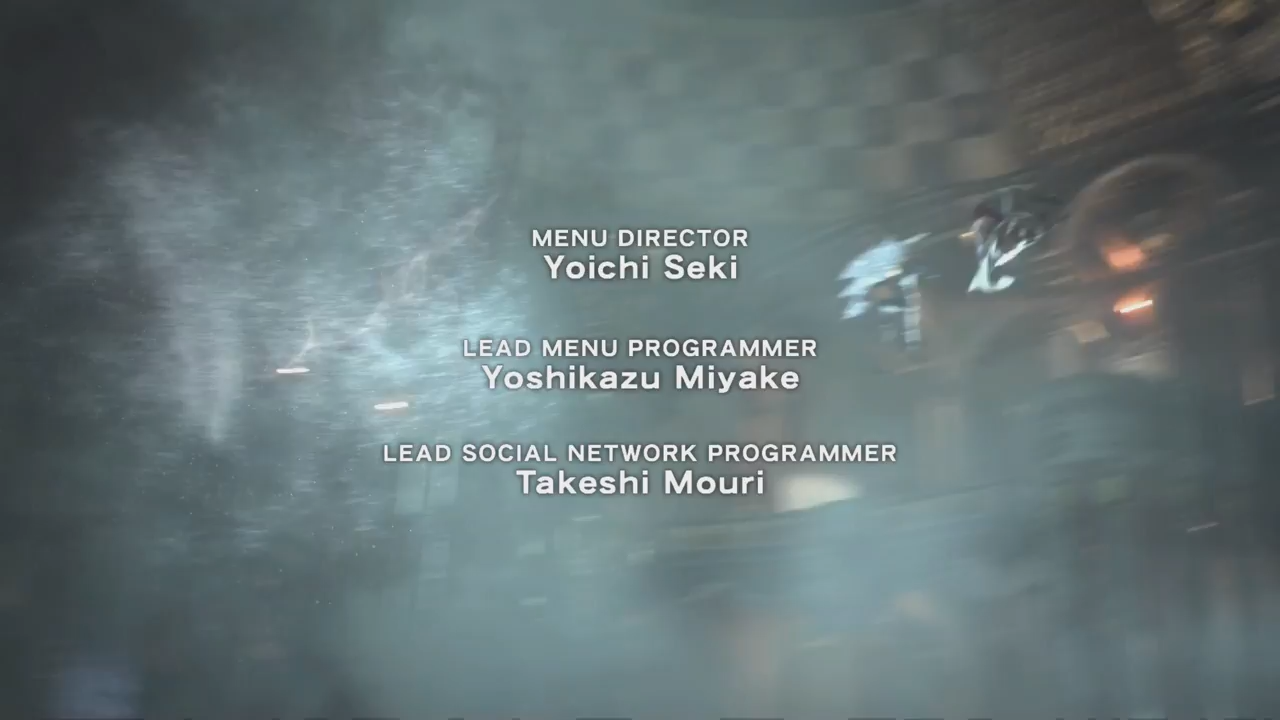 MENU DIRECTOR
Yoichi Seki
LEAD MENU PROGRAMMER
Yoshikazu Miyake
LEAD SOCIAL NETWORK PROGRAMMER
Takeshi Mouri